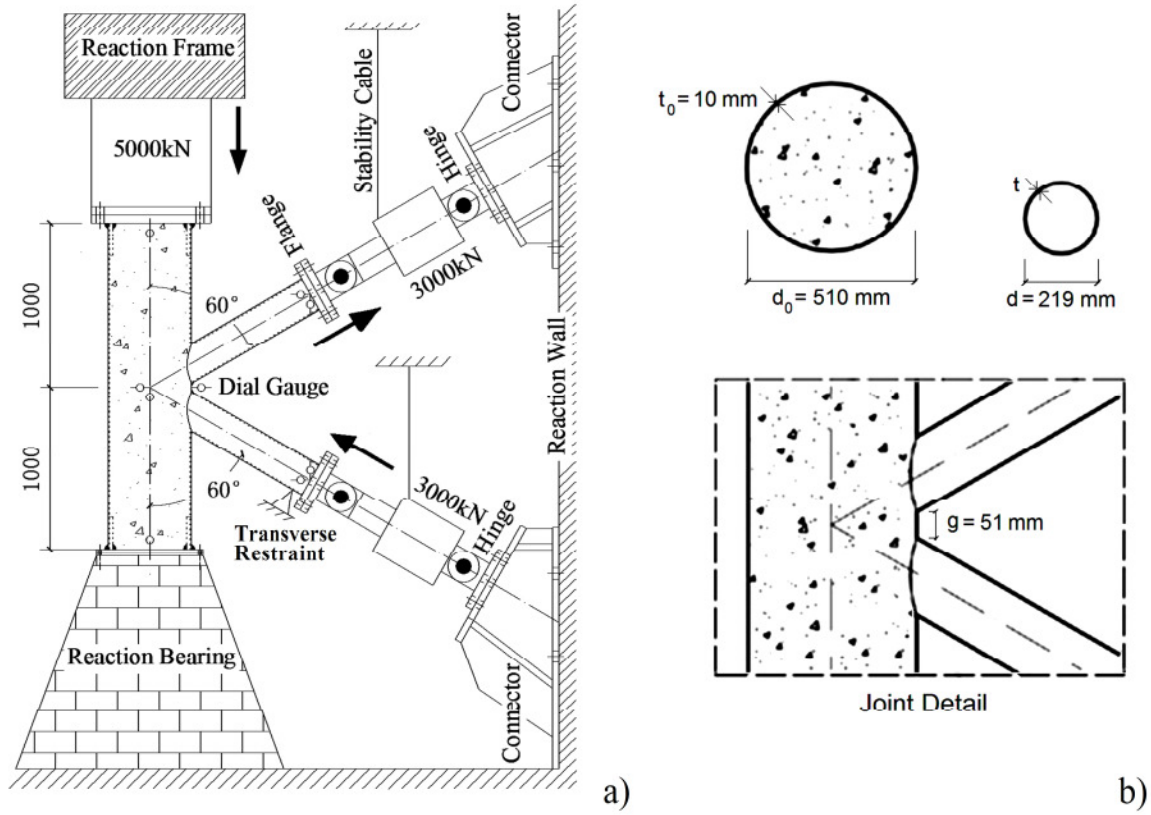 Reaction Frame
5000kN
Stability Cable
Connector
Hinge
Flange
3000kN
60°
1000
Dial Gauge
1000
60°
Transverse
Restraint
3000kN
Hinge
Reaction Wall
Reaction Bearing
Connector
a)
t₀ = 10 mm
t
d₀ = 510 mm
d = 219 mm
g = 51 mm
Joint Detail
b)